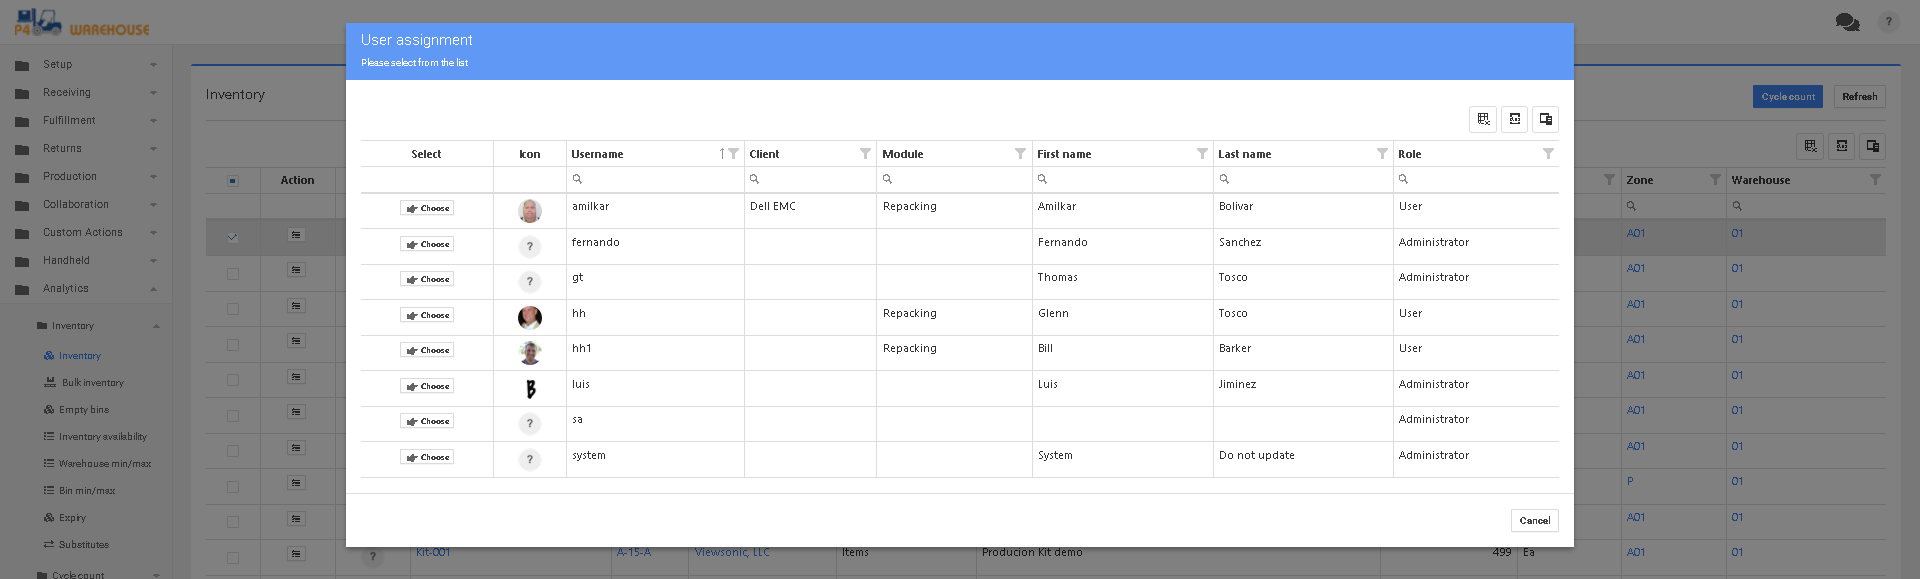 P4 WAREHOUSE
?
User assignment
Please select from the list
Setup
Receiving
Fulfillment
Returns
Production
Collaboration
Custom Actions
Handheld
Analytics
Inventory
Inventory
Bulk inventory
Empty bins
Inventory availability
Warehouse min/max
Bin min/max
Expiry
Substitutes
Cycle count
Inventory
Cycle count Refresh
Action Zone Warehouse
A01 01
A01 01
A01 01
A01 01
A01 01
A01 01
A01 01
P 01
A01 01
? Kit-001 A-15-A Viewsonic, LLC Items Producion Kit demo 499 Ea A01 01
Select Icon Username Client Module First name Last name Role
Choose amilkar Dell EMC Repacking Amilkar Bolivar User
Choose ? fernando Fernando Sanchez Administrator
Choose ? gt Thomas Tosco Administrator
Choose hh Repacking Glenn Tosco User
Choose hh1 Repacking Bill Barker User
Choose B luis Luis Jiminez Administrator
Choose ? sa Administrator
Choose ? system System Do not update Administrator
Cancel